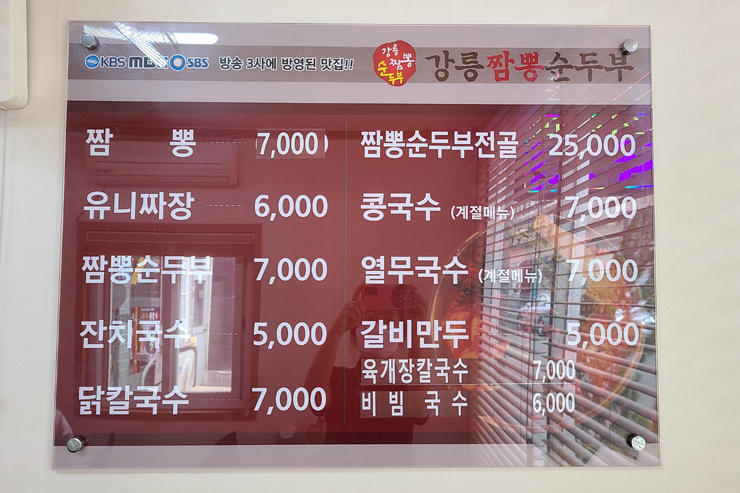 KBS MBC SBS 방송 3사에 방영된 맛집!!
강릉 짬뽕 순두부
강릉짬뽕순두부
짬 뽕 7,000
유니짜장 6,000
짬뽕순두부 7,000
잔치국수 5,000
닭칼국수 7,000
짬뽕순두부전골 25,000
콩국수 (계절메뉴) 7,000
열무국수 (계절메뉴) 7,000
갈비만두 5,000
육개장칼국수 7,000
비빔 국수 6,000